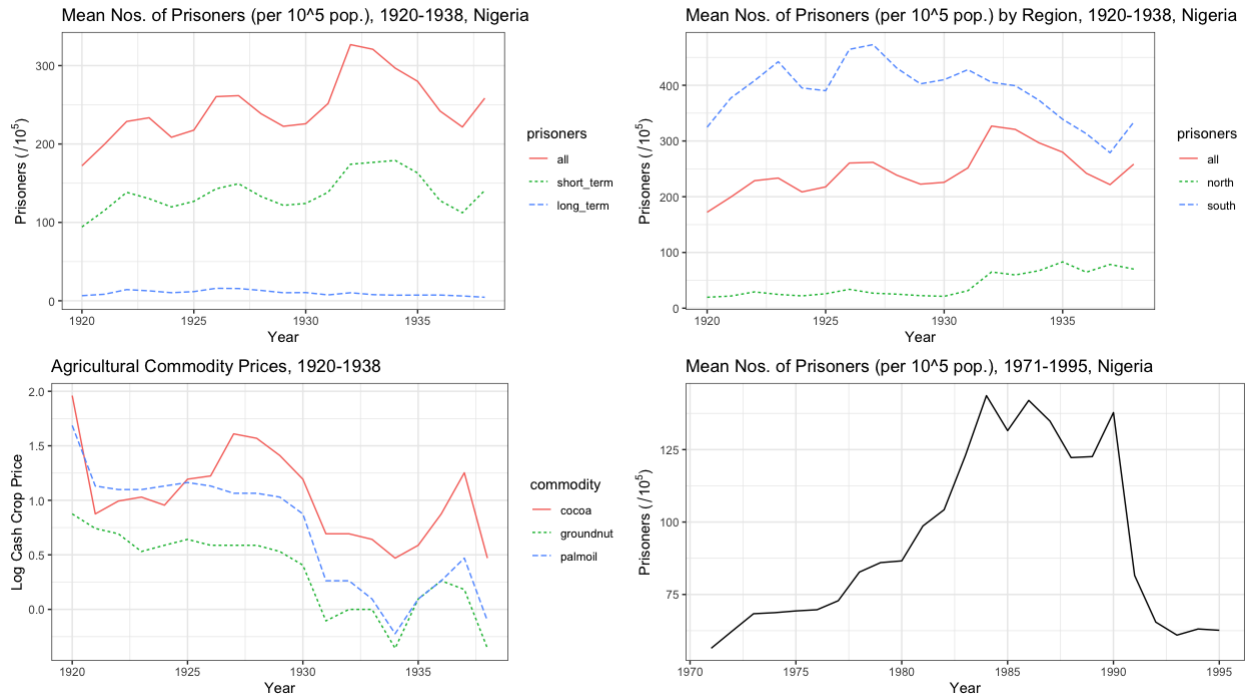 Mean Nos. of Prisoners (per 10^5 pop.), 1920-1938, Nigeria
300
200
100
0
Prisoners (/10⁵)
1920 1925 1930 1935
Year
prisoners
all
short_term
long_term
Mean Nos. of Prisoners (per 10^5 pop.) by Region, 1920-1938, Nigeria
400
300
200
100
0
Prisoners (/10⁵)
1920 1925 1930 1935
Year
prisoners
all
north
south
Agricultural Commodity Prices, 1920-1938
2.0
1.5
1.0
0.5
0.0
Log Cash Crop Price
1920 1925 1930 1935
Year
commodity
cocoa
groundnut
palmoil
Mean Nos. of Prisoners (per 10^5 pop.), 1971-1995, Nigeria
125
100
75
Prisoners (/10⁵)
1970 1975 1980 1985 1990 1995
Year